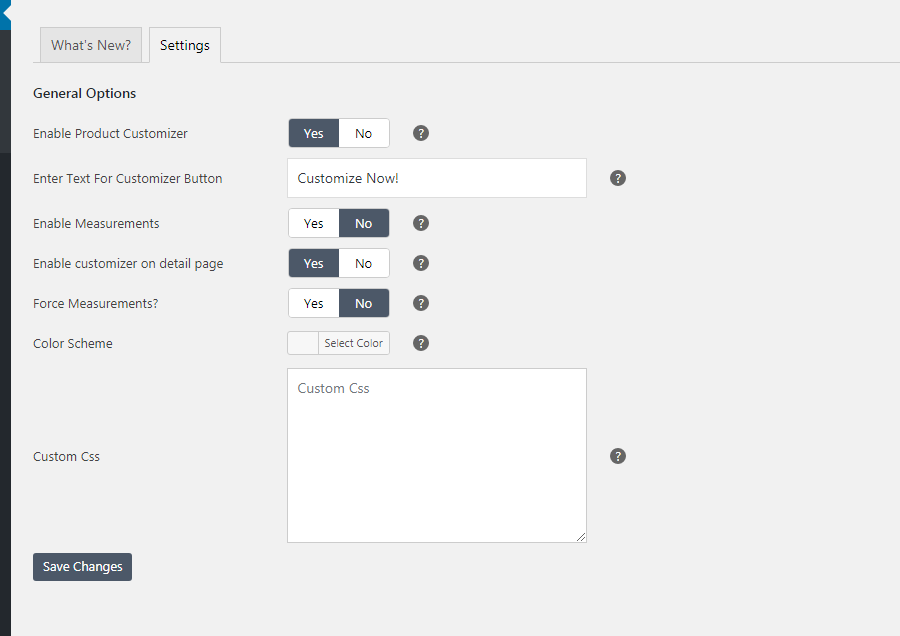 What's New? Settings
General Options
Enable Product Customizer Yes No ?
Enter Text For Customizer Button Customize Now! ?
Enable Measurements Yes No ?
Enable customizer on detail page Yes No ?
Force Measurements? Yes No ?
Color Scheme Select Color ?
Custom Css
Custom Css ?
Save Changes